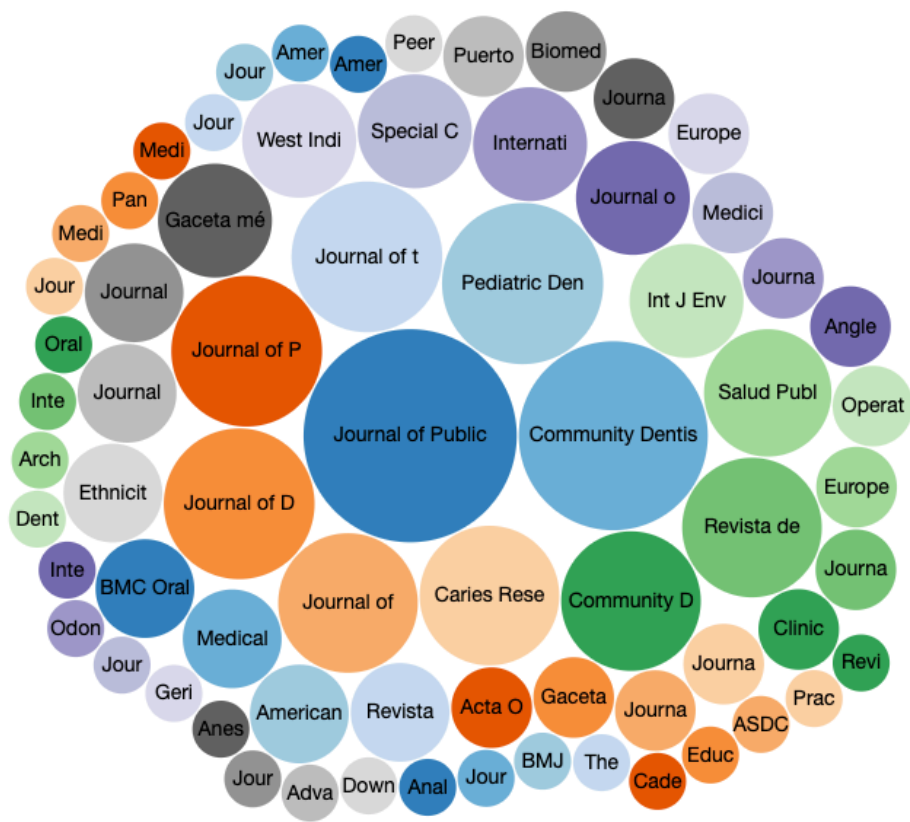 Peer
Puerto
Biomed
Amer
Amer
Jour
Journa
Jour
West Indi
Special C
Internati
Europe
Medi
Journal o
Medici
Pan
Gaceta mé
Medi
Journal of t
Pediatric Den
Journa
Jour
Journal
Int J Env
Angle
Oral
Journal of P
Inte
Journal
Salud Publ
Operat
Journal of Public
Community Dentis
Arch
Ethnicit
Journal of D
Europe
Dent
Revista de
Inte
BMC Oral
Journal of
Caries Rese
Community D
Journa
Odon
Medical
Clinic
Jour
Journa
Revi
Geri
American
Revista
Acta O
Gaceta
Journa
Prac
Anes
ASDC
Jour
Adva
Down
Anal
Jour
BMJ
The
Cade
Educ